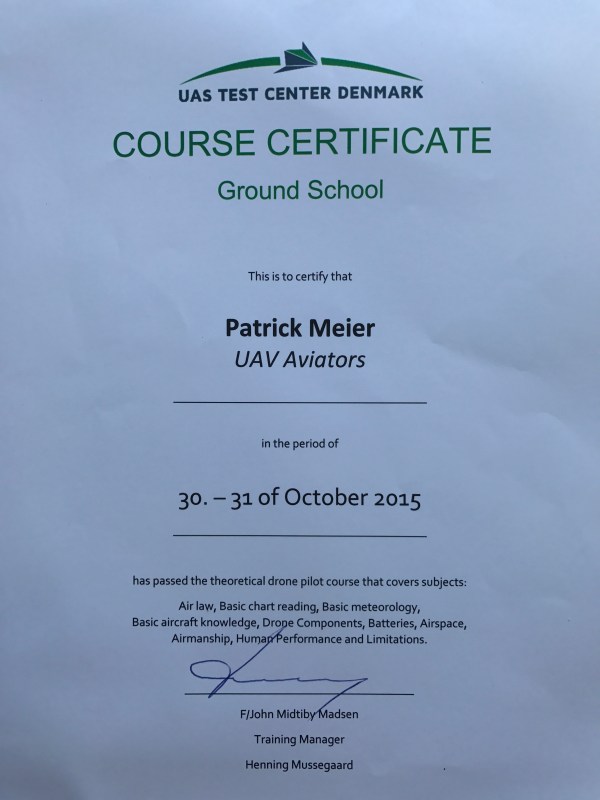 UAS TEST CENTER DENMARK
COURSE CERTIFICATE
Ground School
This is to certify that
Patrick Meier
UAV Aviators
in the period of
30. – 31 of October 2015
has passed the theoretical drone pilot course that covers subjects:
Air law, Basic chart reading, Basic meteorology,
Basic aircraft knowledge, Drope Components, Batteries, Airspace,
Airmanship, Human Performance and Limitations.
F/John Midtiby Madsen
Training Manager
Henning Mussegaard